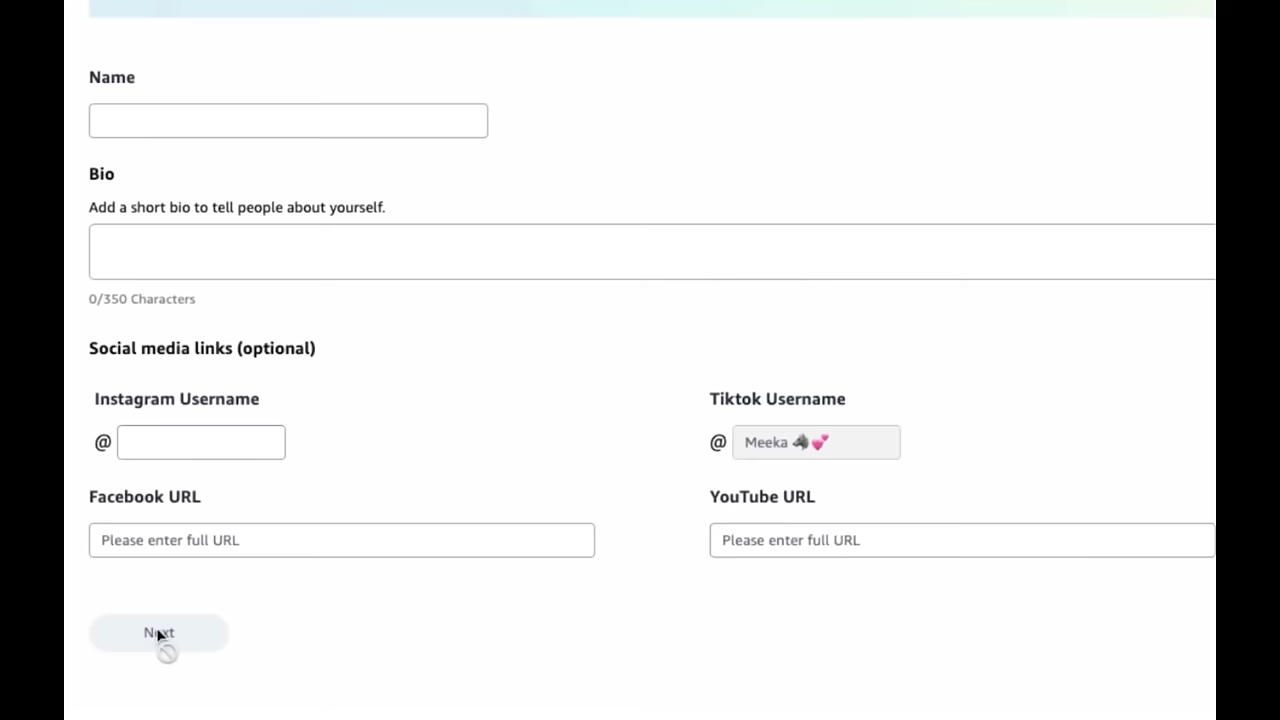 Name
Bio
Add a short bio to tell people about yourself.
0/350 Characters
Social media links (optional)
Instagram Username
Tiktok Username
@
@ Meeka 🐴💕
Facebook URL
YouTube URL
Please enter full URL
Please enter full URL
Next